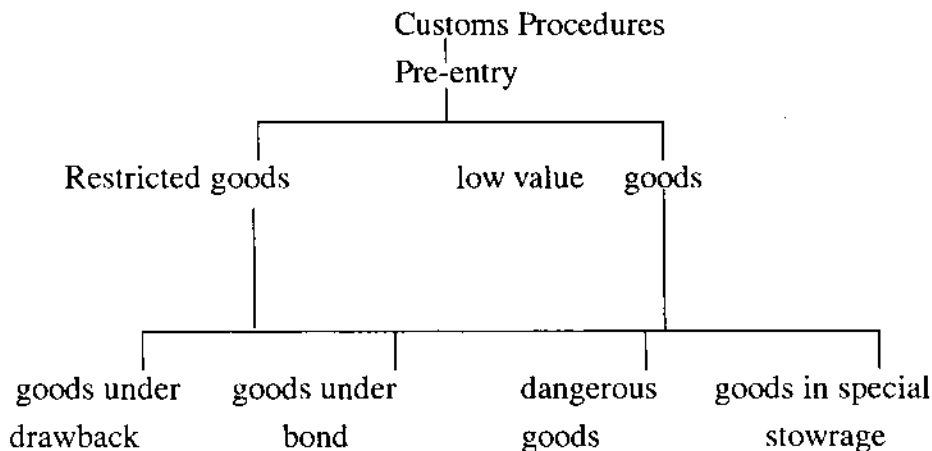 Customs Procedures
Pre-entry
Restricted goods low value goods
goods under goods under dangerous goods in special
drawback bond goods stowrage